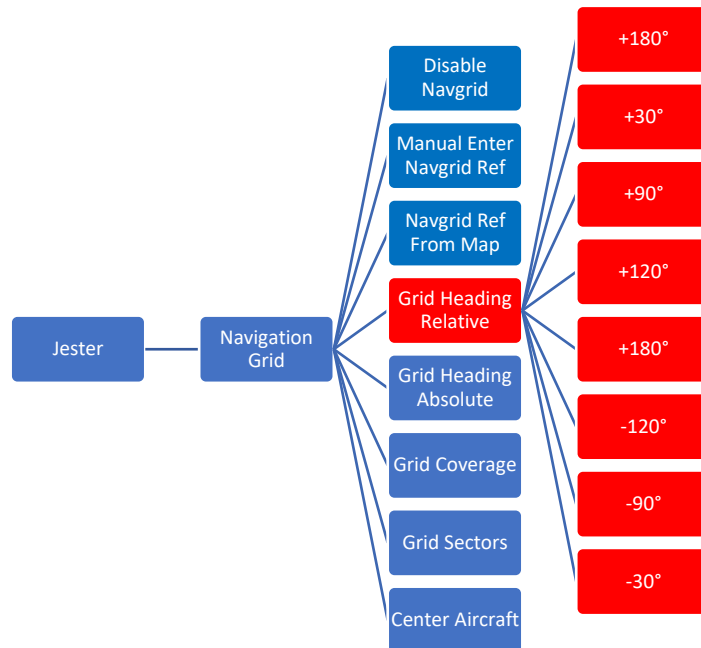 Jester
Navigation
Grid
Disable
Navgrid
Manual Enter
Navgrid Ref
Navgrid Ref
From Map
Grid Heading
Relative
Grid Heading
Absolute
Grid Coverage
Grid Sectors
Center Aircraft
+180°
+30°
+90°
+120°
+180°
-120°
-90°
-30°